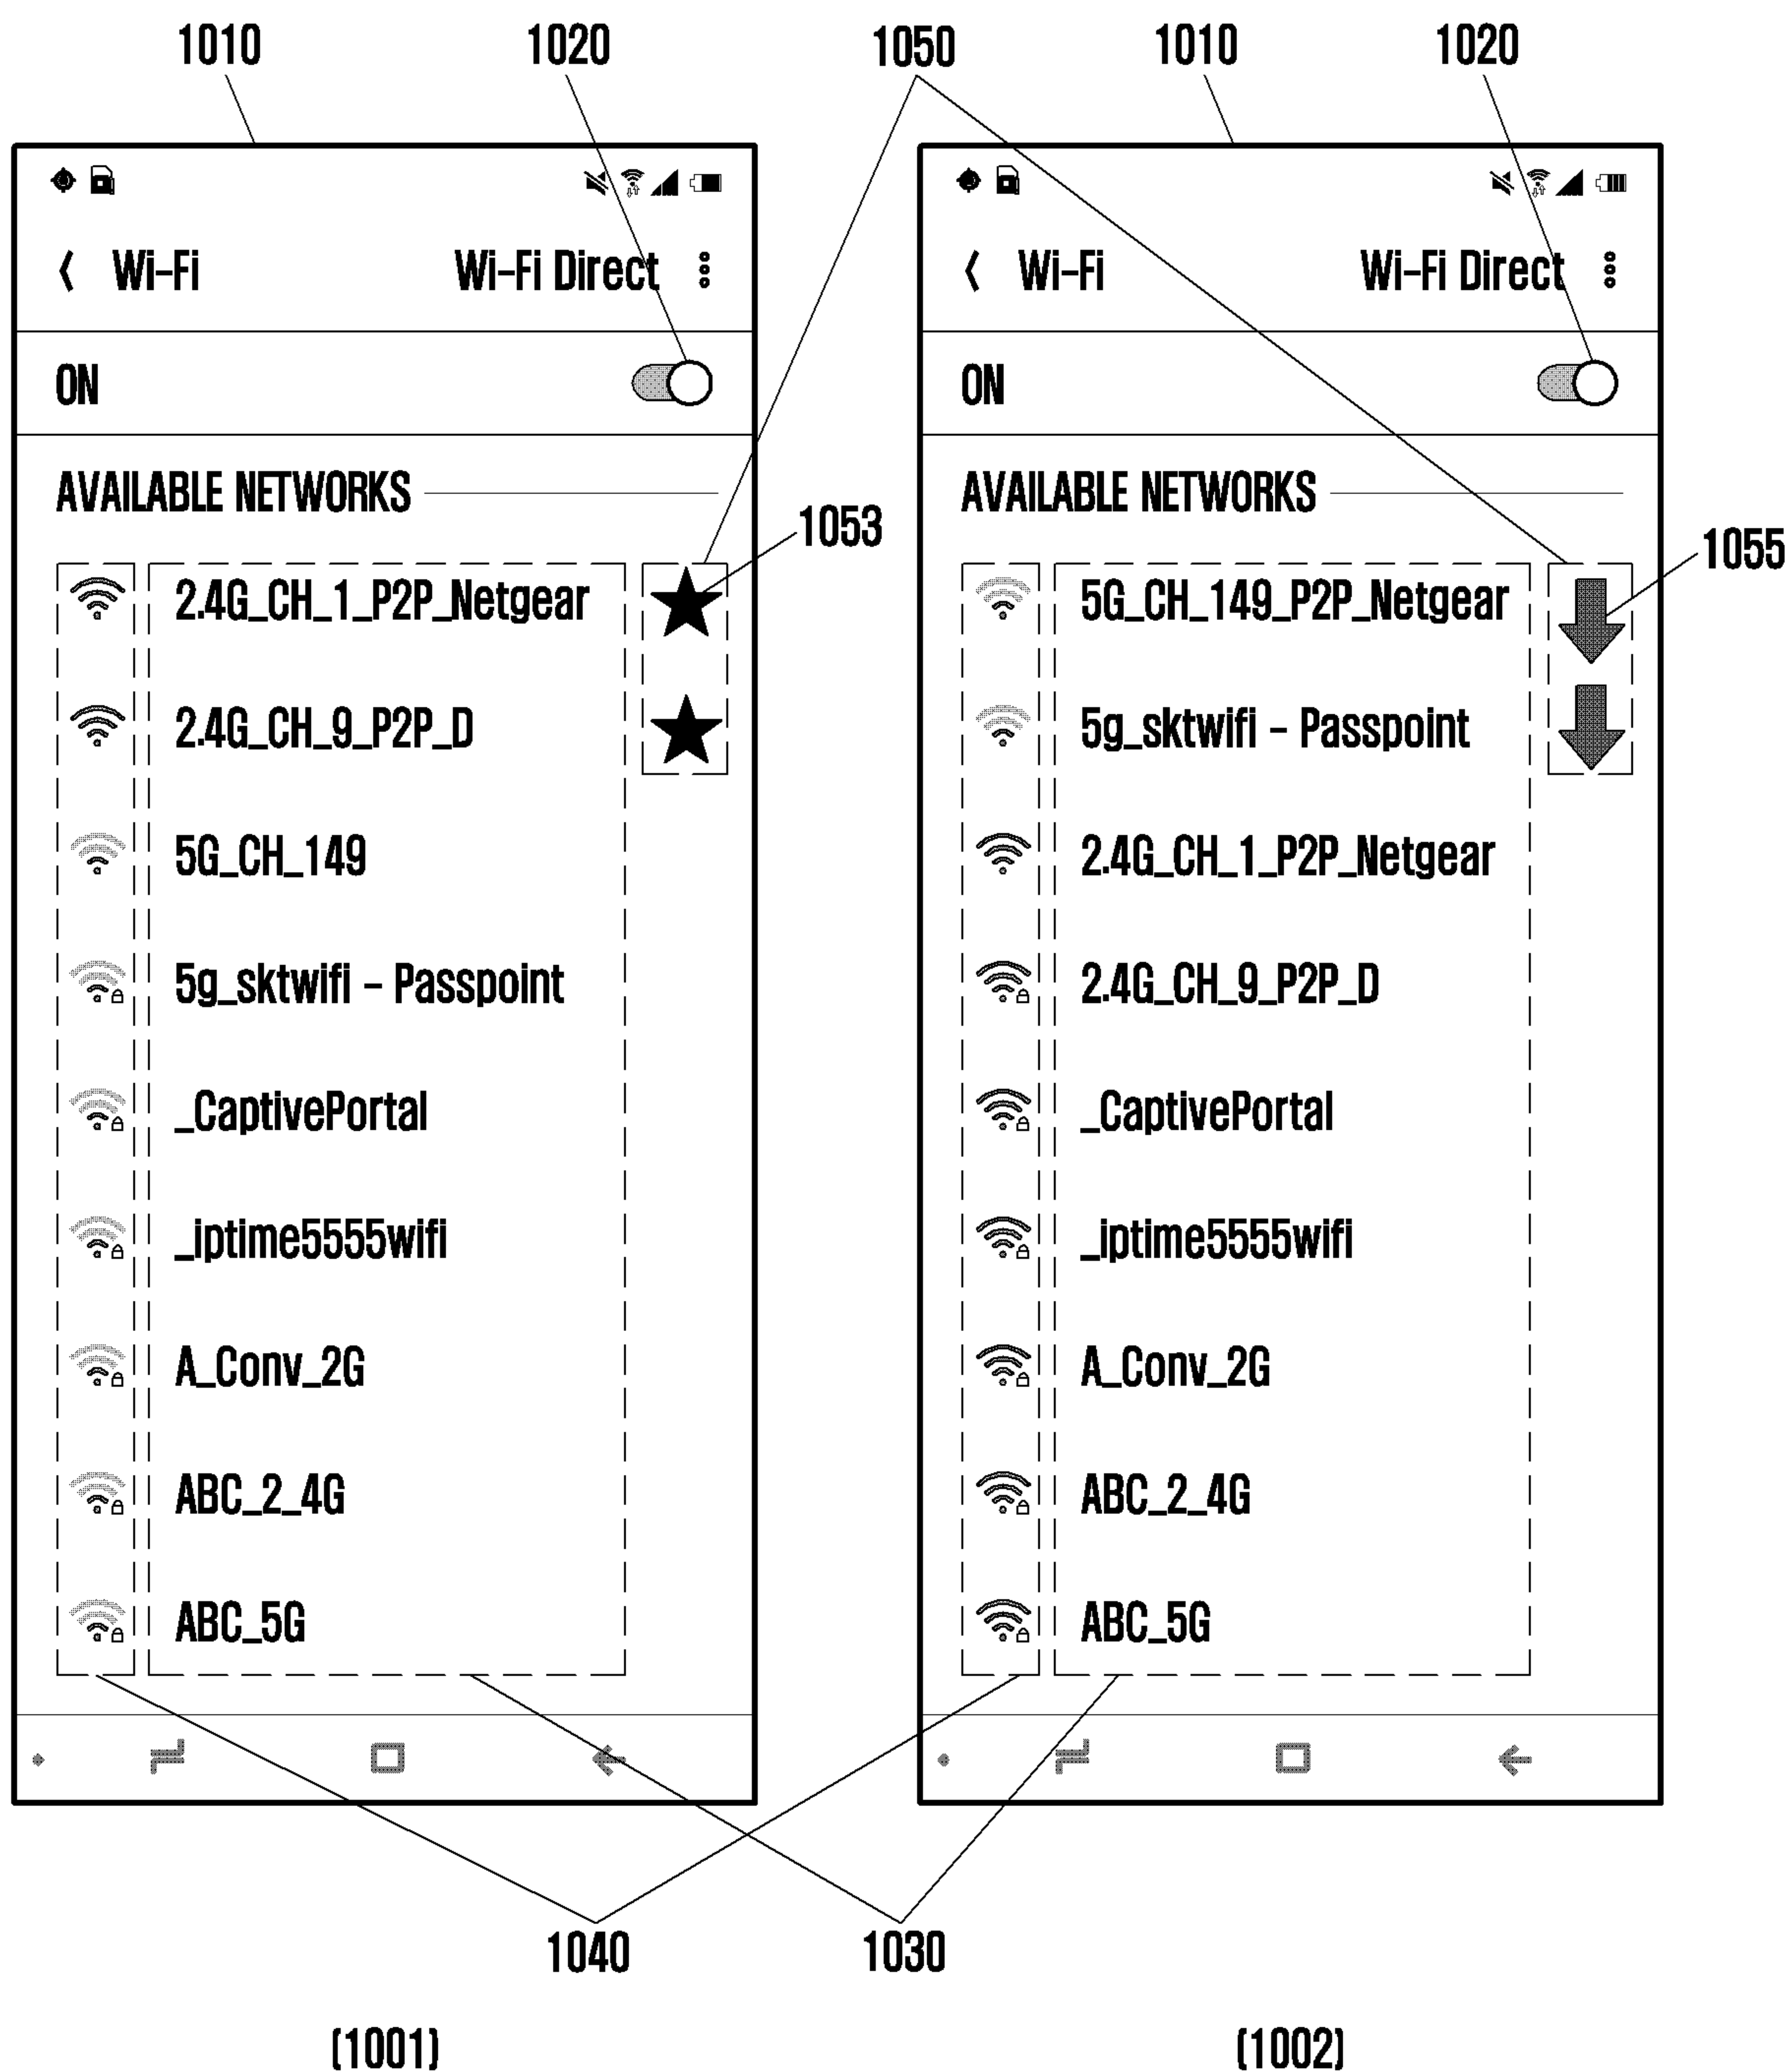 1010 1020 1050 1010 1020
Wi-Fi Wi-Fi Direct
ON
AVAILABLE NETWORKS
1053
2.4G_CH_1_P2P_Netgear
2.4G_CH_9_P2P_D
5G_CH_149
5g_sktwifi - Passpoint
_CaptivePortal
_iptime5555wifi
A_Conv_2G
ABC_2_4G
ABC_5G
Wi-Fi Wi-Fi Direct
ON
AVAILABLE NETWORKS
1055
5G_CH_149_P2P_Netgear
5g_sktwifi - Passpoint
2.4G_CH_1_P2P_Netgear
2.4G_CH_9_P2P_D
_CaptivePortal
_iptime5555wifi
A_Conv_2G
ABC_2_4G
ABC_5G
1040 1030
(1001) (1002)